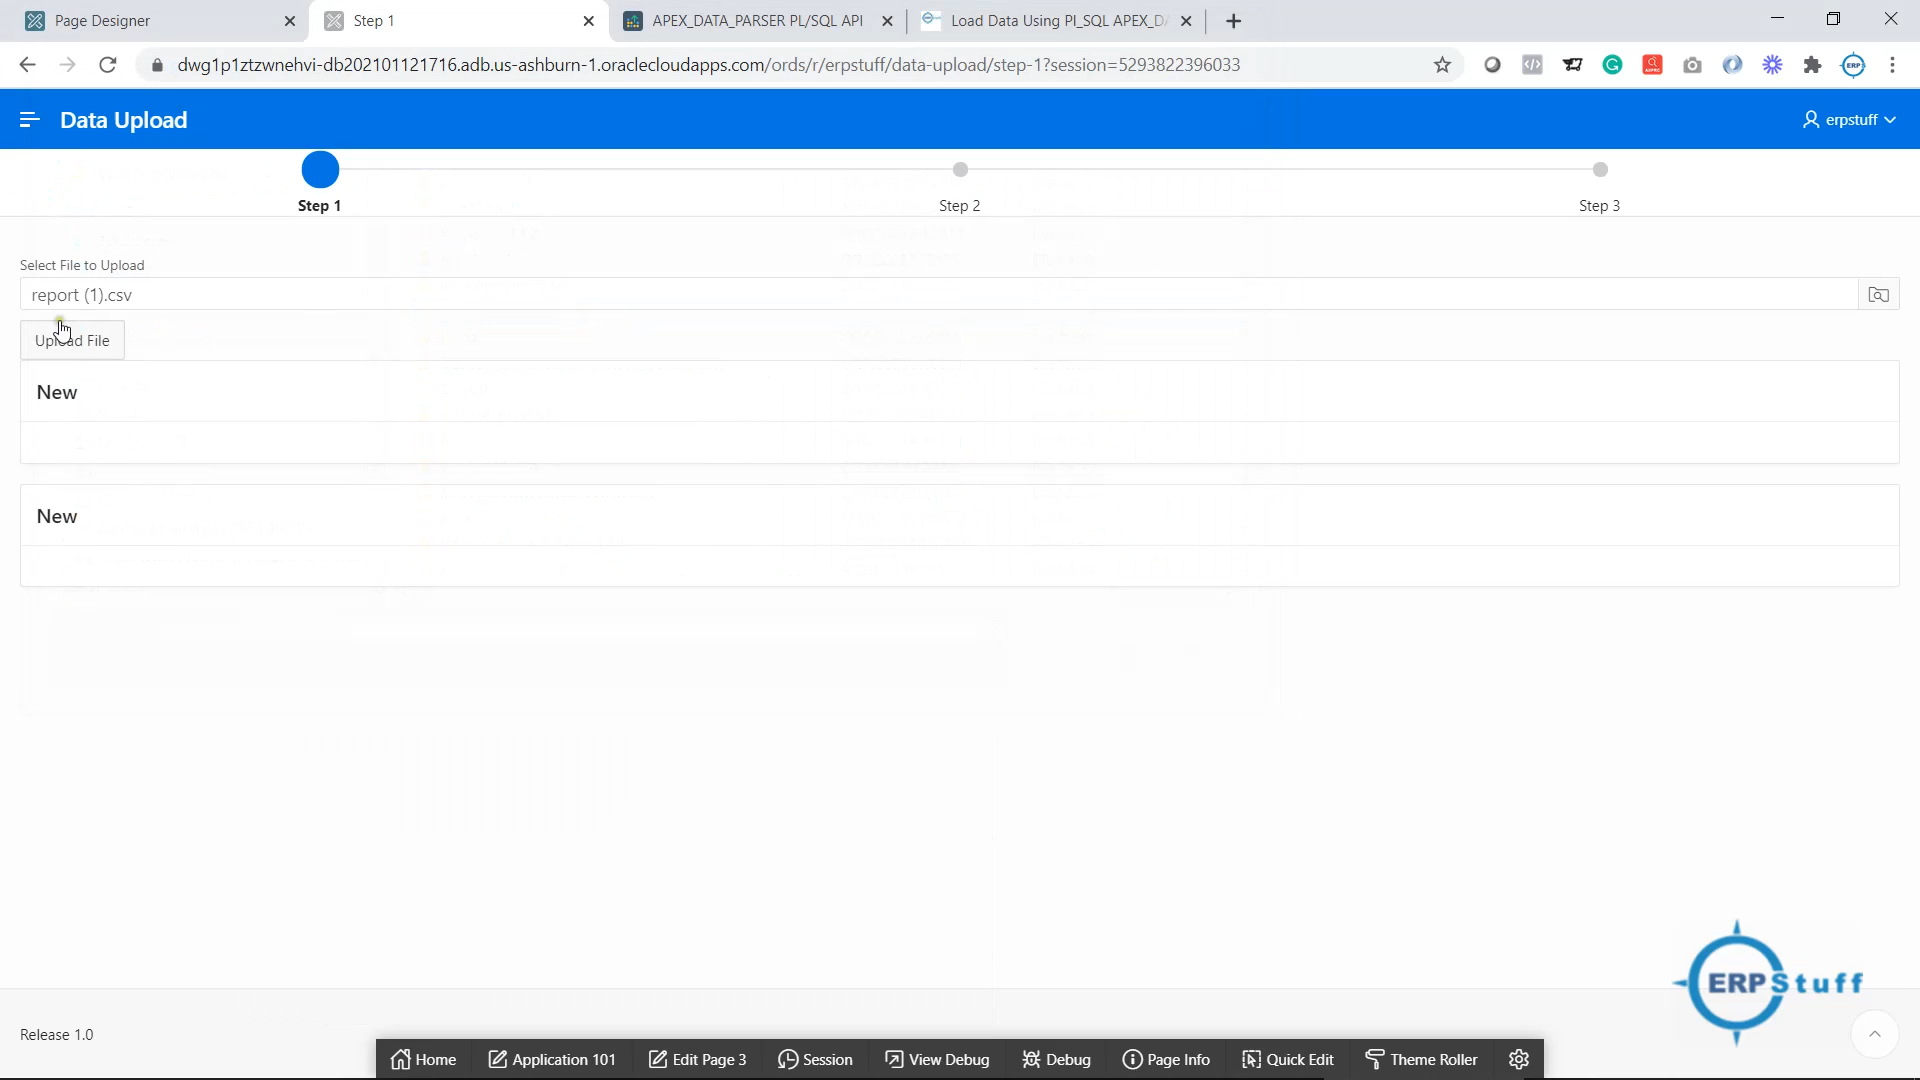 Page Designer
Step 1
APEX_DATA_PARSER PL/SQL API
Load Data Using Pl_SQL APEX_DA
dwg1p1ztzwnehvi-db202101121716.adb.us-ashburn-1.oraclecloudapps.com/ords/r/erpstuff/data-upload/step-1?session=5293822396033
Data Upload
erpstuff
Step 1
Step 2
Step 3
Select File to Upload
report (1).csv
Upload File
New
New
ERPStuff
Release 1.0
Home
Application 101
Edit Page 3
Session
View Debug
Debug
Page Info
Quick Edit
Theme Roller